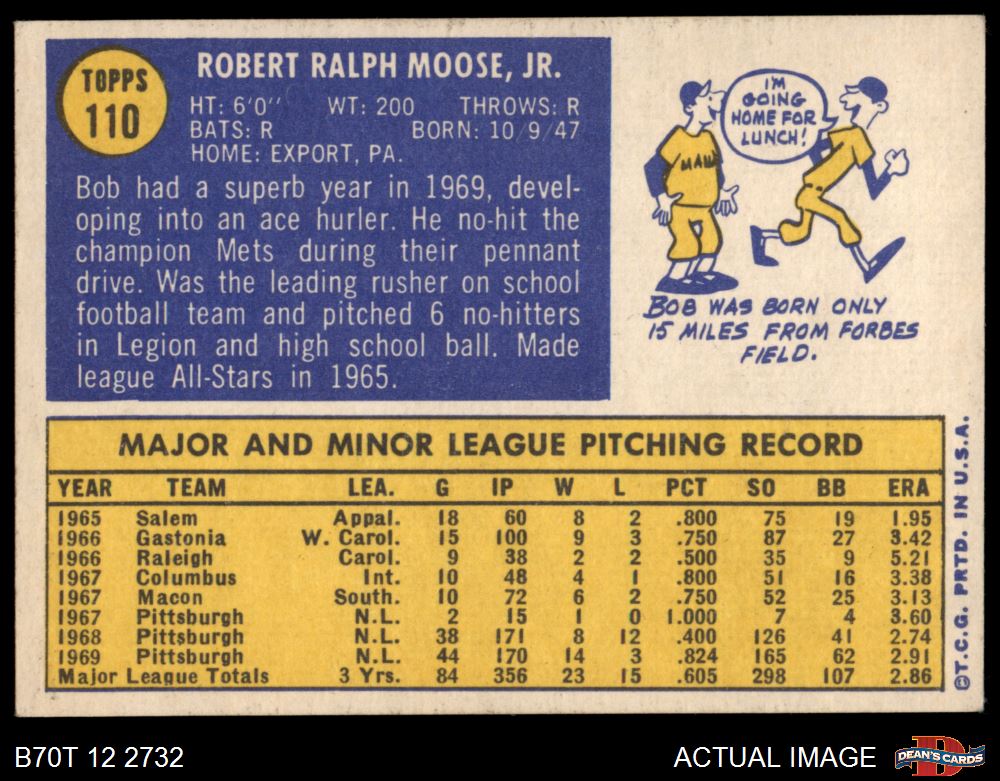 TOPPS
110
ROBERT RALPH MOOSE, JR.
HT: 6'0" WT: 200 THROWS: R
BATS: R BORN: 10/9/47
HOME: EXPORT, PA.
Bob had a superb year in 1969, devel-
oping into an ace hurler. He no-hit the
champion Mets during their pennant
drive. Was the leading rusher on school
football team and pitched 6 no-hitters
in Legion and high school ball. Made
league All-Stars in 1965.
I'M
GOING
HOME FOR
LUNCH!
BOB WAS BORN ONLY
15 MILES FROM FORBES
FIELD.
MAJOR AND MINOR LEAGUE PITCHING RECORD
YEAR TEAM LEA. G IP W L PCT SO BB ERA
1965 Salem Appal. 18 60 8 2 .800 75 19 1.95
1966 Gastonia W. Carol. 15 100 9 3 .750 87 27 3.42
1966 Raleigh Carol. 9 38 2 2 .500 35 9 5.21
1967 Columbus Int. 10 48 4 1 .800 51 16 3.38
1967 Macon South. 10 72 6 2 .750 52 25 3.13
1967 Pittsburgh N.L. 2 15 1 0 1.000 7 4 3.60
1968 Pittsburgh N.L. 38 171 8 12 .400 126 41 2.74
1969 Pittsburgh N.L. 44 170 14 3 .824 165 62 2.91
Major League Totals 3 Yrs. 84 356 23 15 .605 298 107 2.86
©T.C.G. PRTD. IN U.S.A.
B70T 12 2732
ACTUAL IMAGE
DEAN'S CARDS